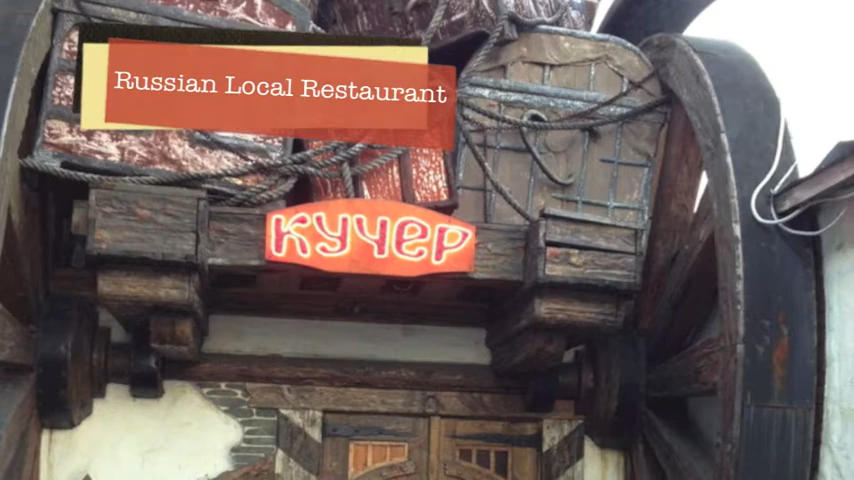 Russian Local Restaurant
кучер